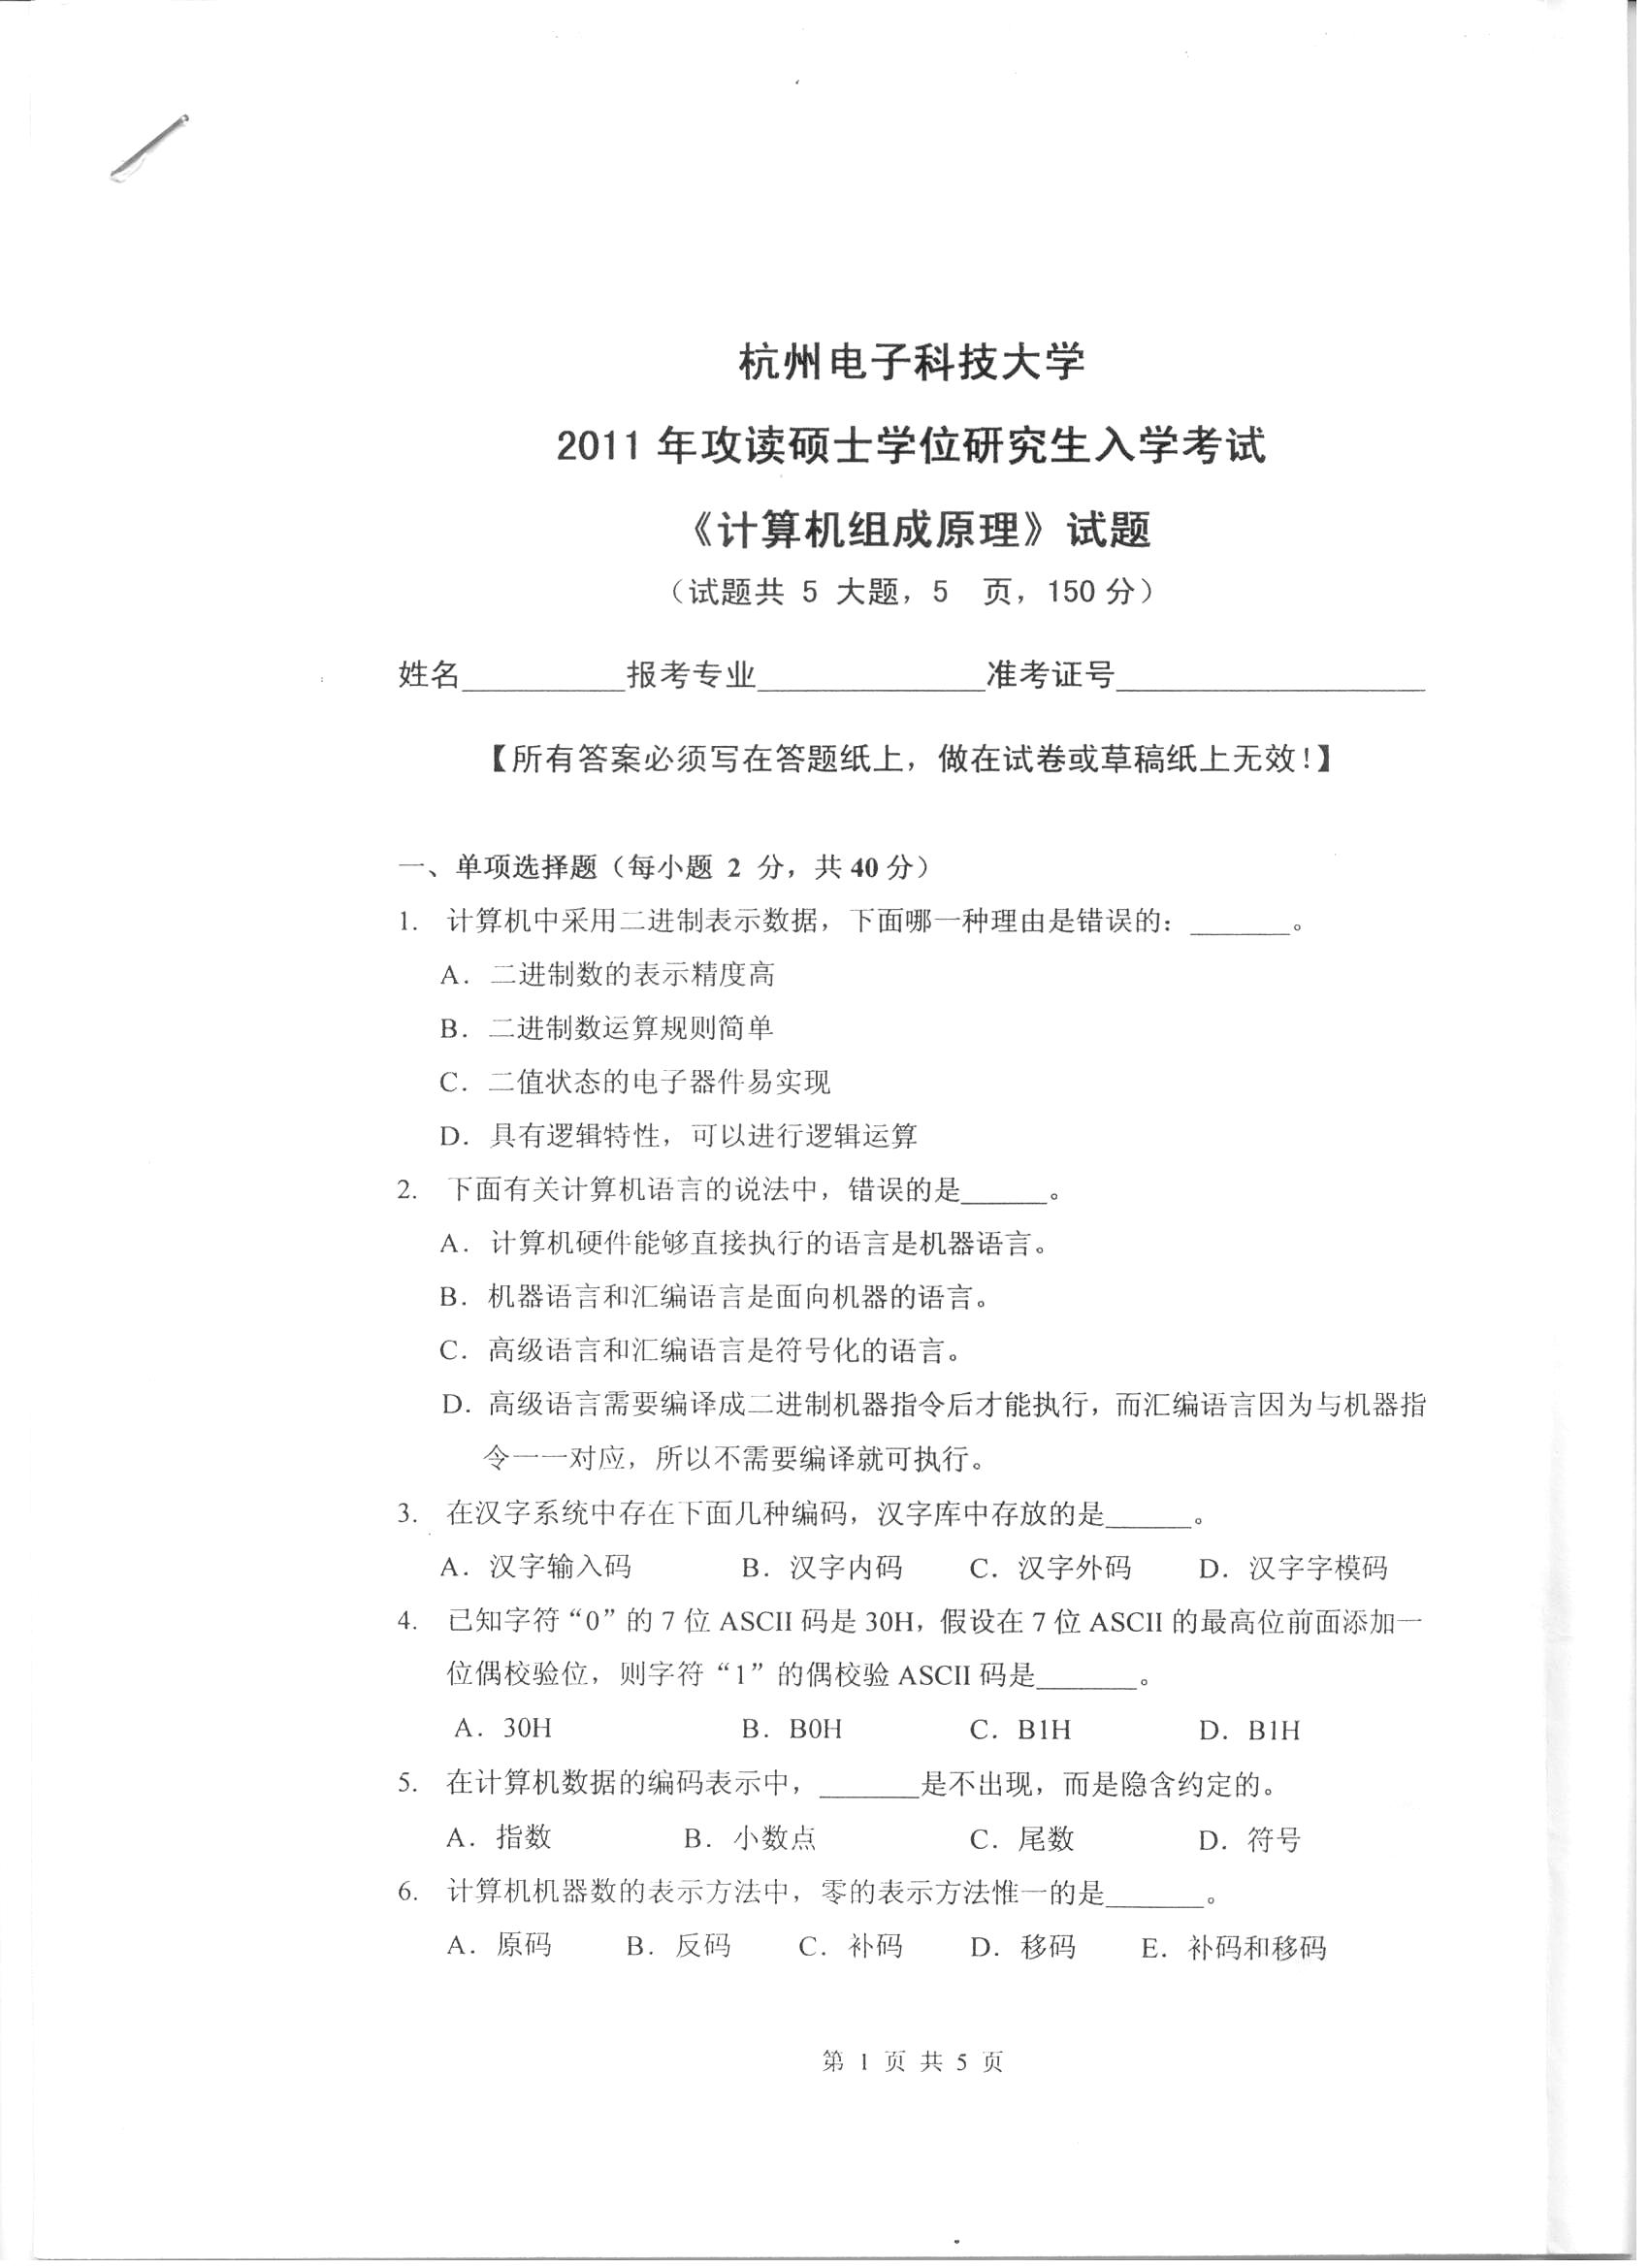 杭州电子科技大学
2011 年攻读硕士学位研究生入学考试
《计算机组成原理》试题
（试题共 5 大题，5 页，150 分）
姓名__________报考专业______________准考证号___________________
【所有答案必须写在答题纸上，做在试卷或草稿纸上无效！】
一、单项选择题（每小题 2 分，共 40 分）
1. 计算机中采用二进制表示数据，下面哪一种理由是错误的：_______。
A．二进制数的表示精度高
B．二进制数运算规则简单
C．二值状态的电子器件易实现
D．具有逻辑特性，可以进行逻辑运算
2. 下面有关计算机语言的说法中，错误的是______。
A．计算机硬件能够直接执行的语言是机器语言。
B．机器语言和汇编语言是面向机器的语言。
C．高级语言和汇编语言是符号化的语言。
D．高级语言需要编译成二进制机器指令后才能执行，而汇编语言因为与机器指
令一一对应，所以不需要编译就可执行。
3. 在汉字系统中存在下面几种编码，汉字库中存放的是______。
A．汉字输入码 B．汉字内码 C．汉字外码 D．汉字字模码
4. 已知字符“0”的 7 位 ASCII 码是 30H，假设在 7 位 ASCII 的最高位前面添加一
位偶校验位，则字符“1”的偶校验 ASCII 码是_______。
A．30H B．B0H C．B1H D．B1H
5. 在计算机数据的编码表示中，_______是不出现，而是隐含约定的。
A．指数 B．小数点 C．尾数 D．符号
6. 计算机机器数的表示方法中，零的表示方法惟一的是_______。
A．原码 B．反码 C．补码 D．移码 E．补码和移码
第 1 页 共 5 页